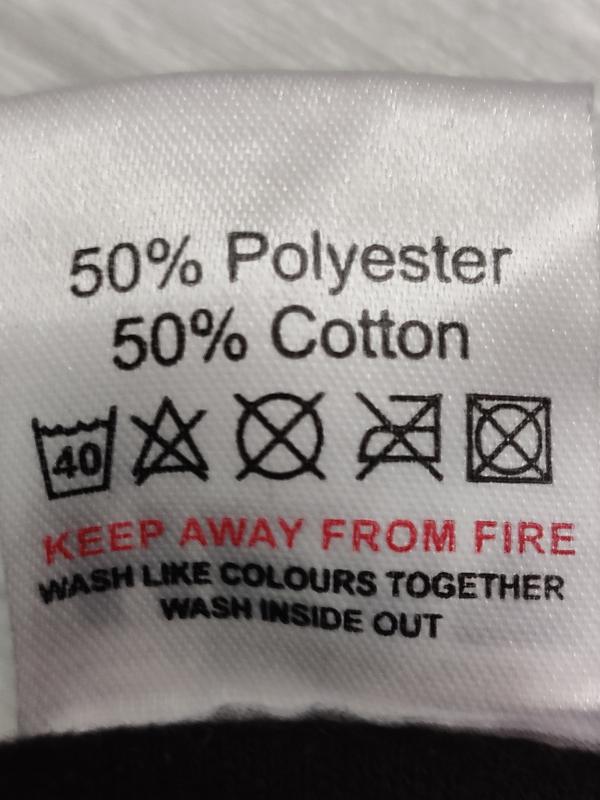 50% Polyester
50% Cotton
40
KEEP AWAY FROM FIRE
WASH LIKE COLOURS TOGETHER
WASH INSIDE OUT